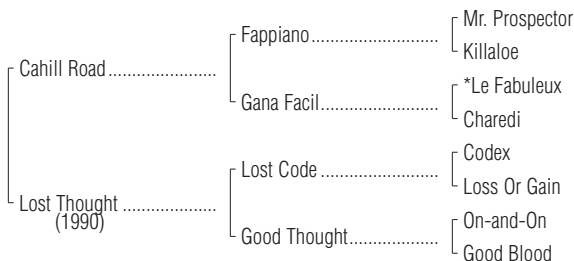 Mr. Prospector
Fappiano
Killaloe
Cahill Road
*Le Fabuleux
Gana Facil
Charedi
Codex
Lost Code
Loss Or Gain
Lost Thought
(1990)
On-and-On
Good Thought
Good Blood